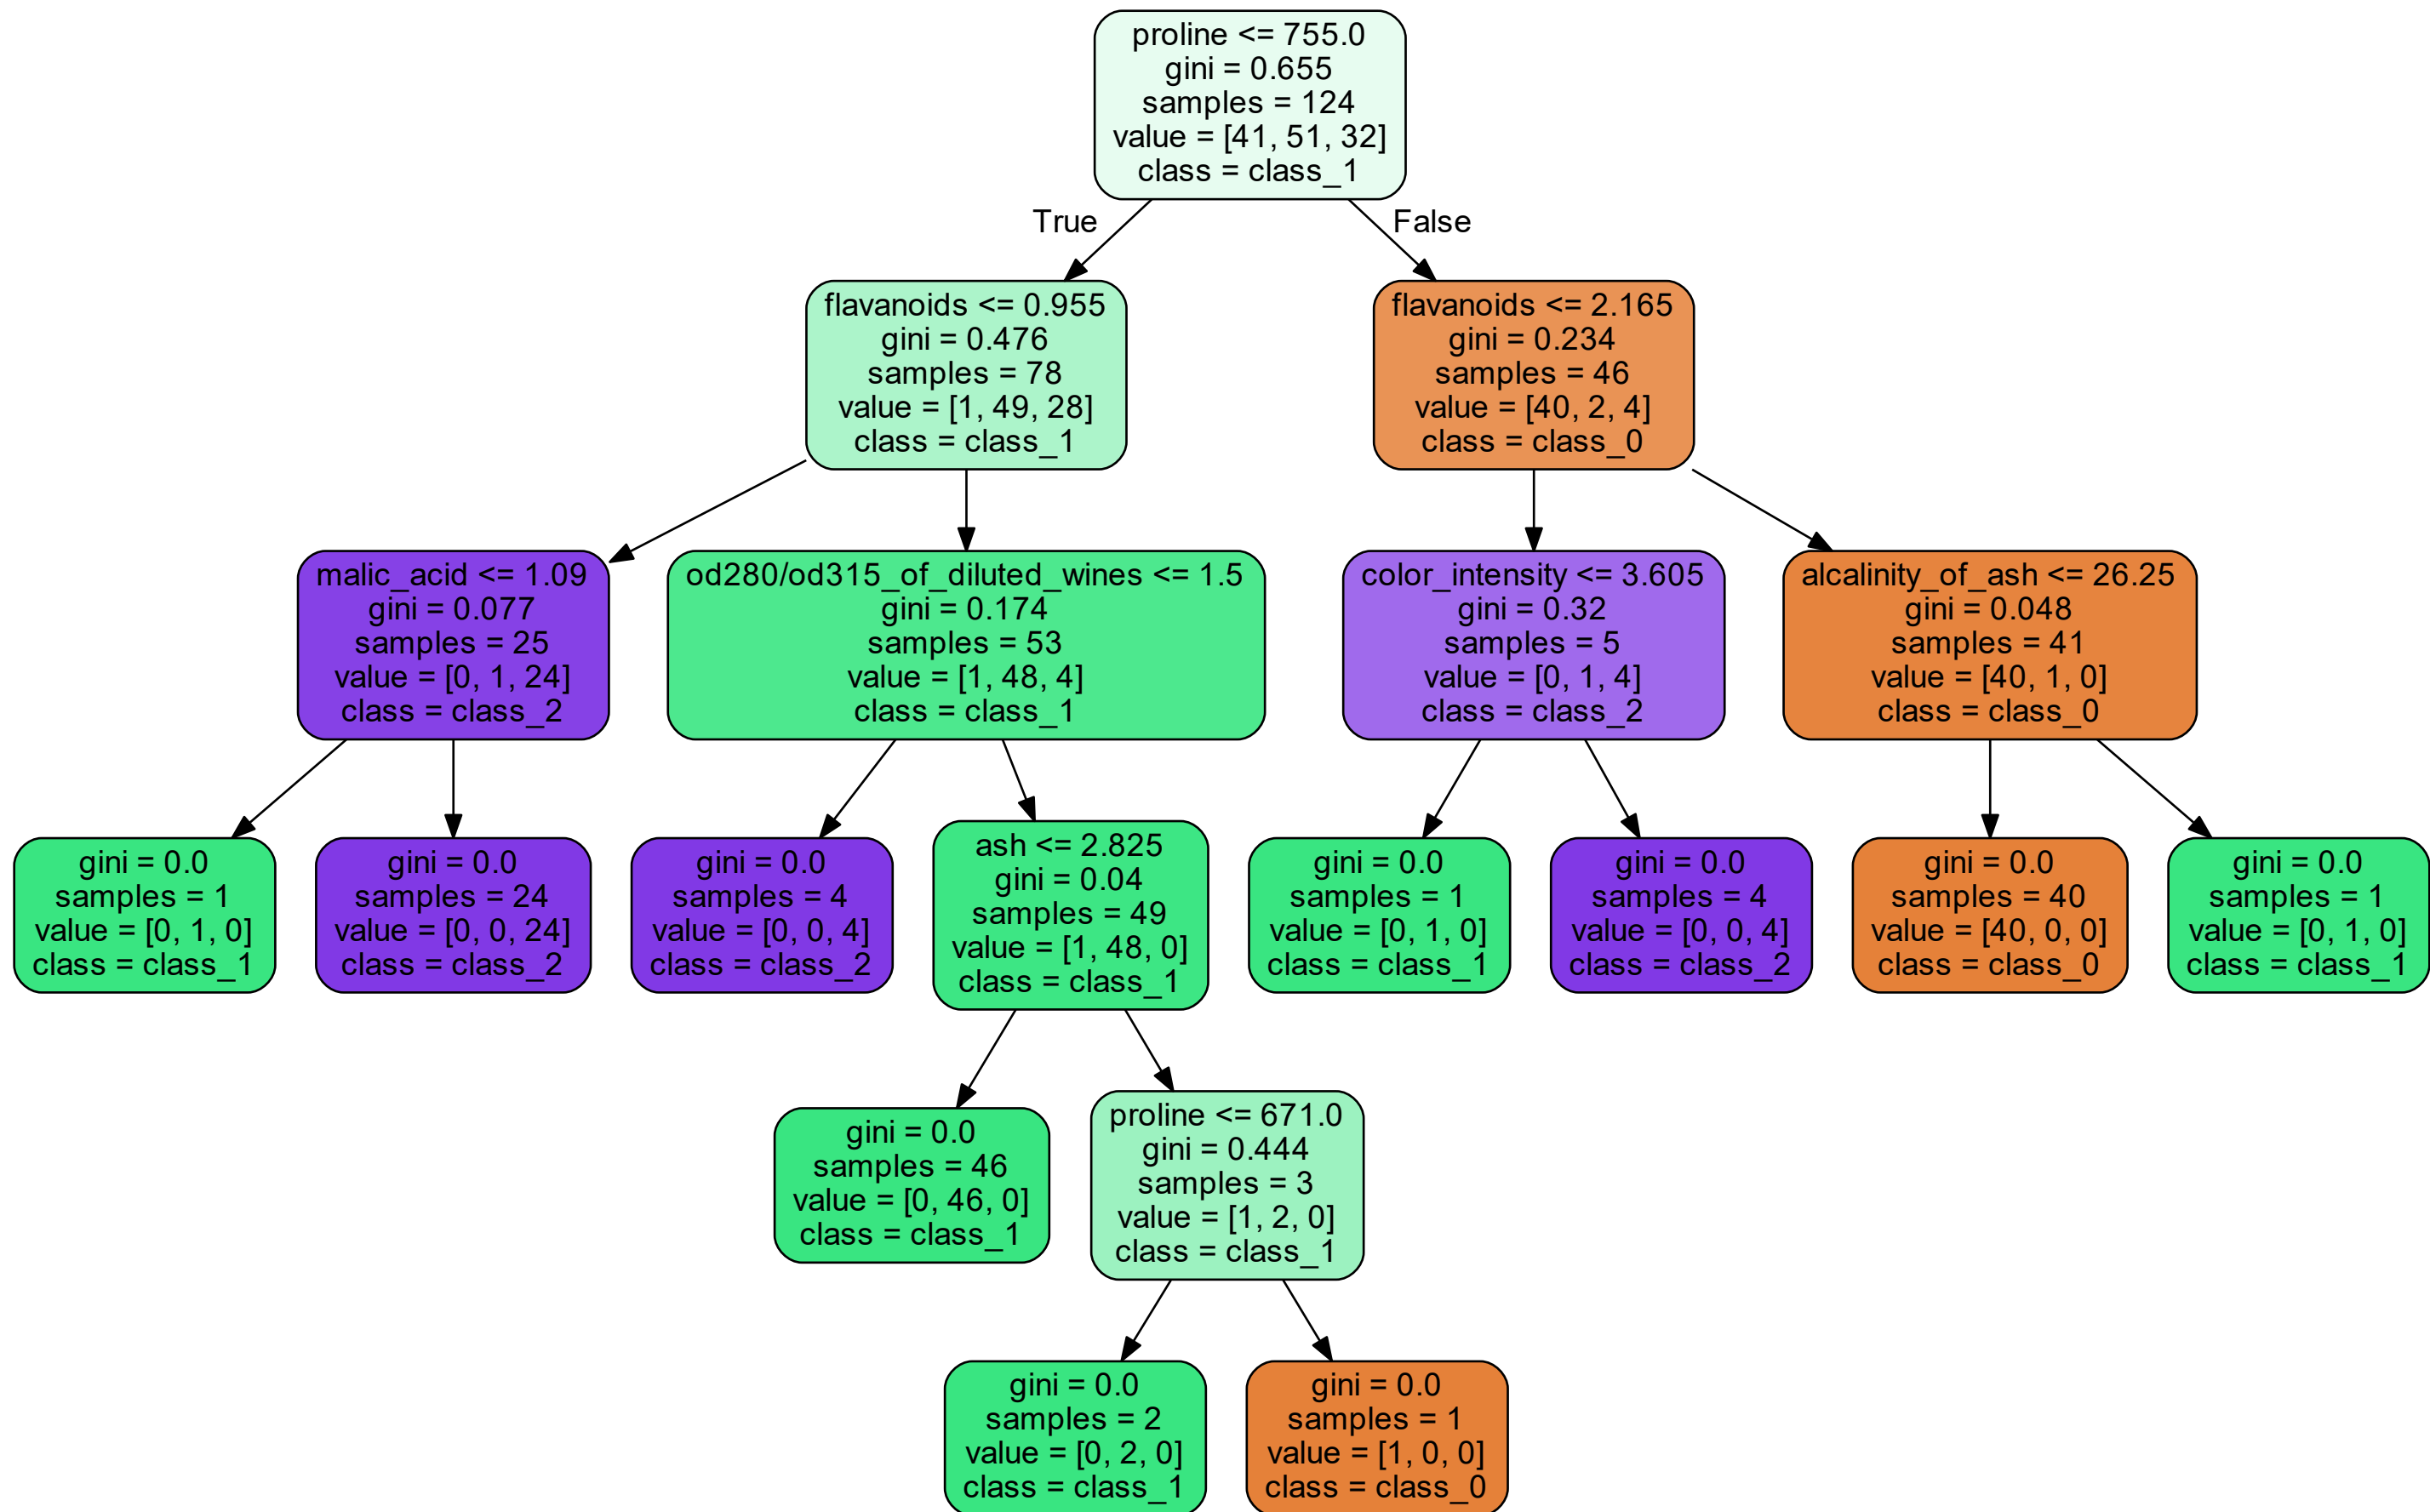 proline <= 755.0
gini = 0.655
samples = 124
value = [41, 51, 32]
class = class_1
True
False
flavanoids <= 0.955
gini = 0.476
samples = 78
value = [1, 49, 28]
class = class_1
flavanoids <= 2.165
gini = 0.234
samples = 46
value = [40, 2, 4]
class = class_0
malic_acid <= 1.09
gini = 0.077
samples = 25
value = [0, 1, 24]
class = class_2
od280/od315_of_diluted_wines <= 1.5
gini = 0.174
samples = 53
value = [1, 48, 4]
class = class_1
color_intensity <= 3.605
gini = 0.32
samples = 5
value = [0, 1, 4]
class = class_2
alcalinity_of_ash <= 26.25
gini = 0.048
samples = 41
value = [40, 1, 0]
class = class_0
gini = 0.0
samples = 1
value = [0, 1, 0]
class = class_1
gini = 0.0
samples = 24
value = [0, 0, 24]
class = class_2
gini = 0.0
samples = 4
value = [0, 0, 4]
class = class_2
ash <= 2.825
gini = 0.04
samples = 49
value = [1, 48, 0]
class = class_1
gini = 0.0
samples = 1
value = [0, 1, 0]
class = class_1
gini = 0.0
samples = 4
value = [0, 0, 4]
class = class_2
gini = 0.0
samples = 40
value = [40, 0, 0]
class = class_0
gini = 0.0
samples = 1
value = [0, 1, 0]
class = class_1
gini = 0.0
samples = 46
value = [0, 46, 0]
class = class_1
proline <= 671.0
gini = 0.444
samples = 3
value = [1, 2, 0]
class = class_1
gini = 0.0
samples = 2
value = [0, 2, 0]
class = class_1
gini = 0.0
samples = 1
value = [1, 0, 0]
class = class_0